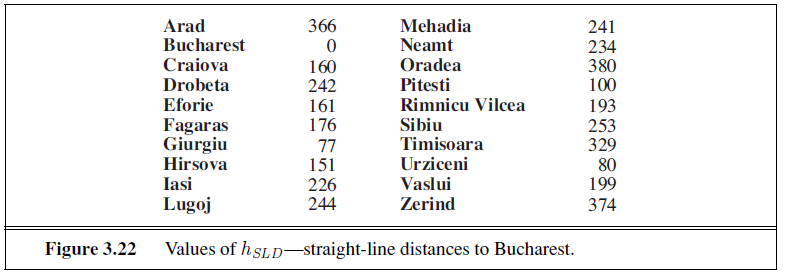 Arad 366 Mehadia 241
Bucharest 0 Neamt 234
Craiova 160 Oradea 380
Drobeta 242 Pitesti 100
Eforie 161 Rimnicu Vilcea 193
Fagaras 176 Sibiu 253
Giurgiu 77 Timisoara 329
Hirsova 151 Urziceni 80
Iasi 226 Vaslui 199
Lugoj 244 Zerind 374
Figure 3.22 Values of hSLD—straight-line distances to Bucharest.